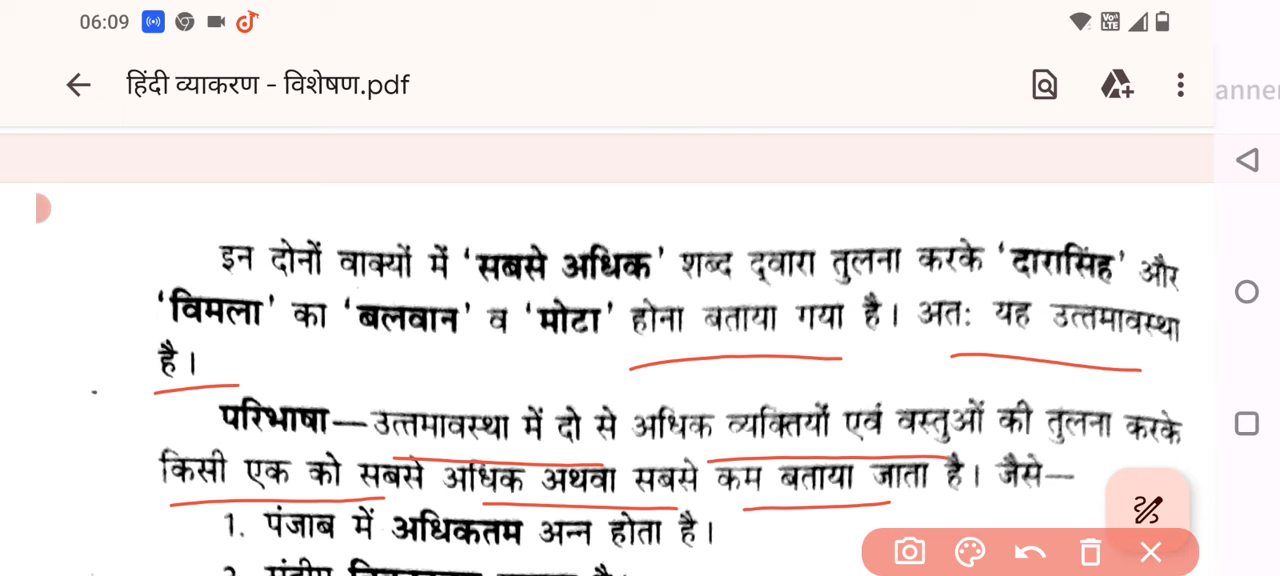 06:09
हिंदी व्याकरण - विशेषण.pdf
anner
इन दोनों वाक्यों में 'सबसे अधिक' शब्द द्वारा तुलना करके 'दारासिंह' और
'विमला' का 'बलवान' व 'मोटा' होना बताया गया है। अतः यह उत्तमावस्था
है।
परिभाषा—उत्तमावस्था में दो से अधिक व्यक्तियों एवं वस्तुओं की तुलना करके
किसी एक को सबसे अधिक अथवा सबसे कम बताया जाता है। जैसे—
1. पंजाब में अधिकतम अन्न होता है।